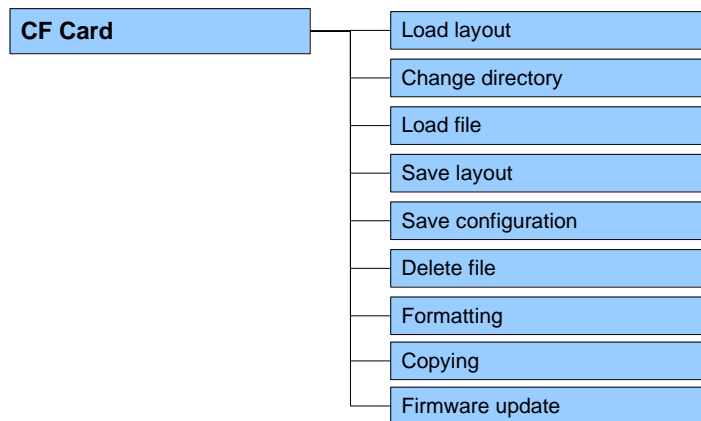 CF Card
Load layout
Change directory
Load file
Save layout
Save configuration
Delete file
Formatting
Copying
Firmware update